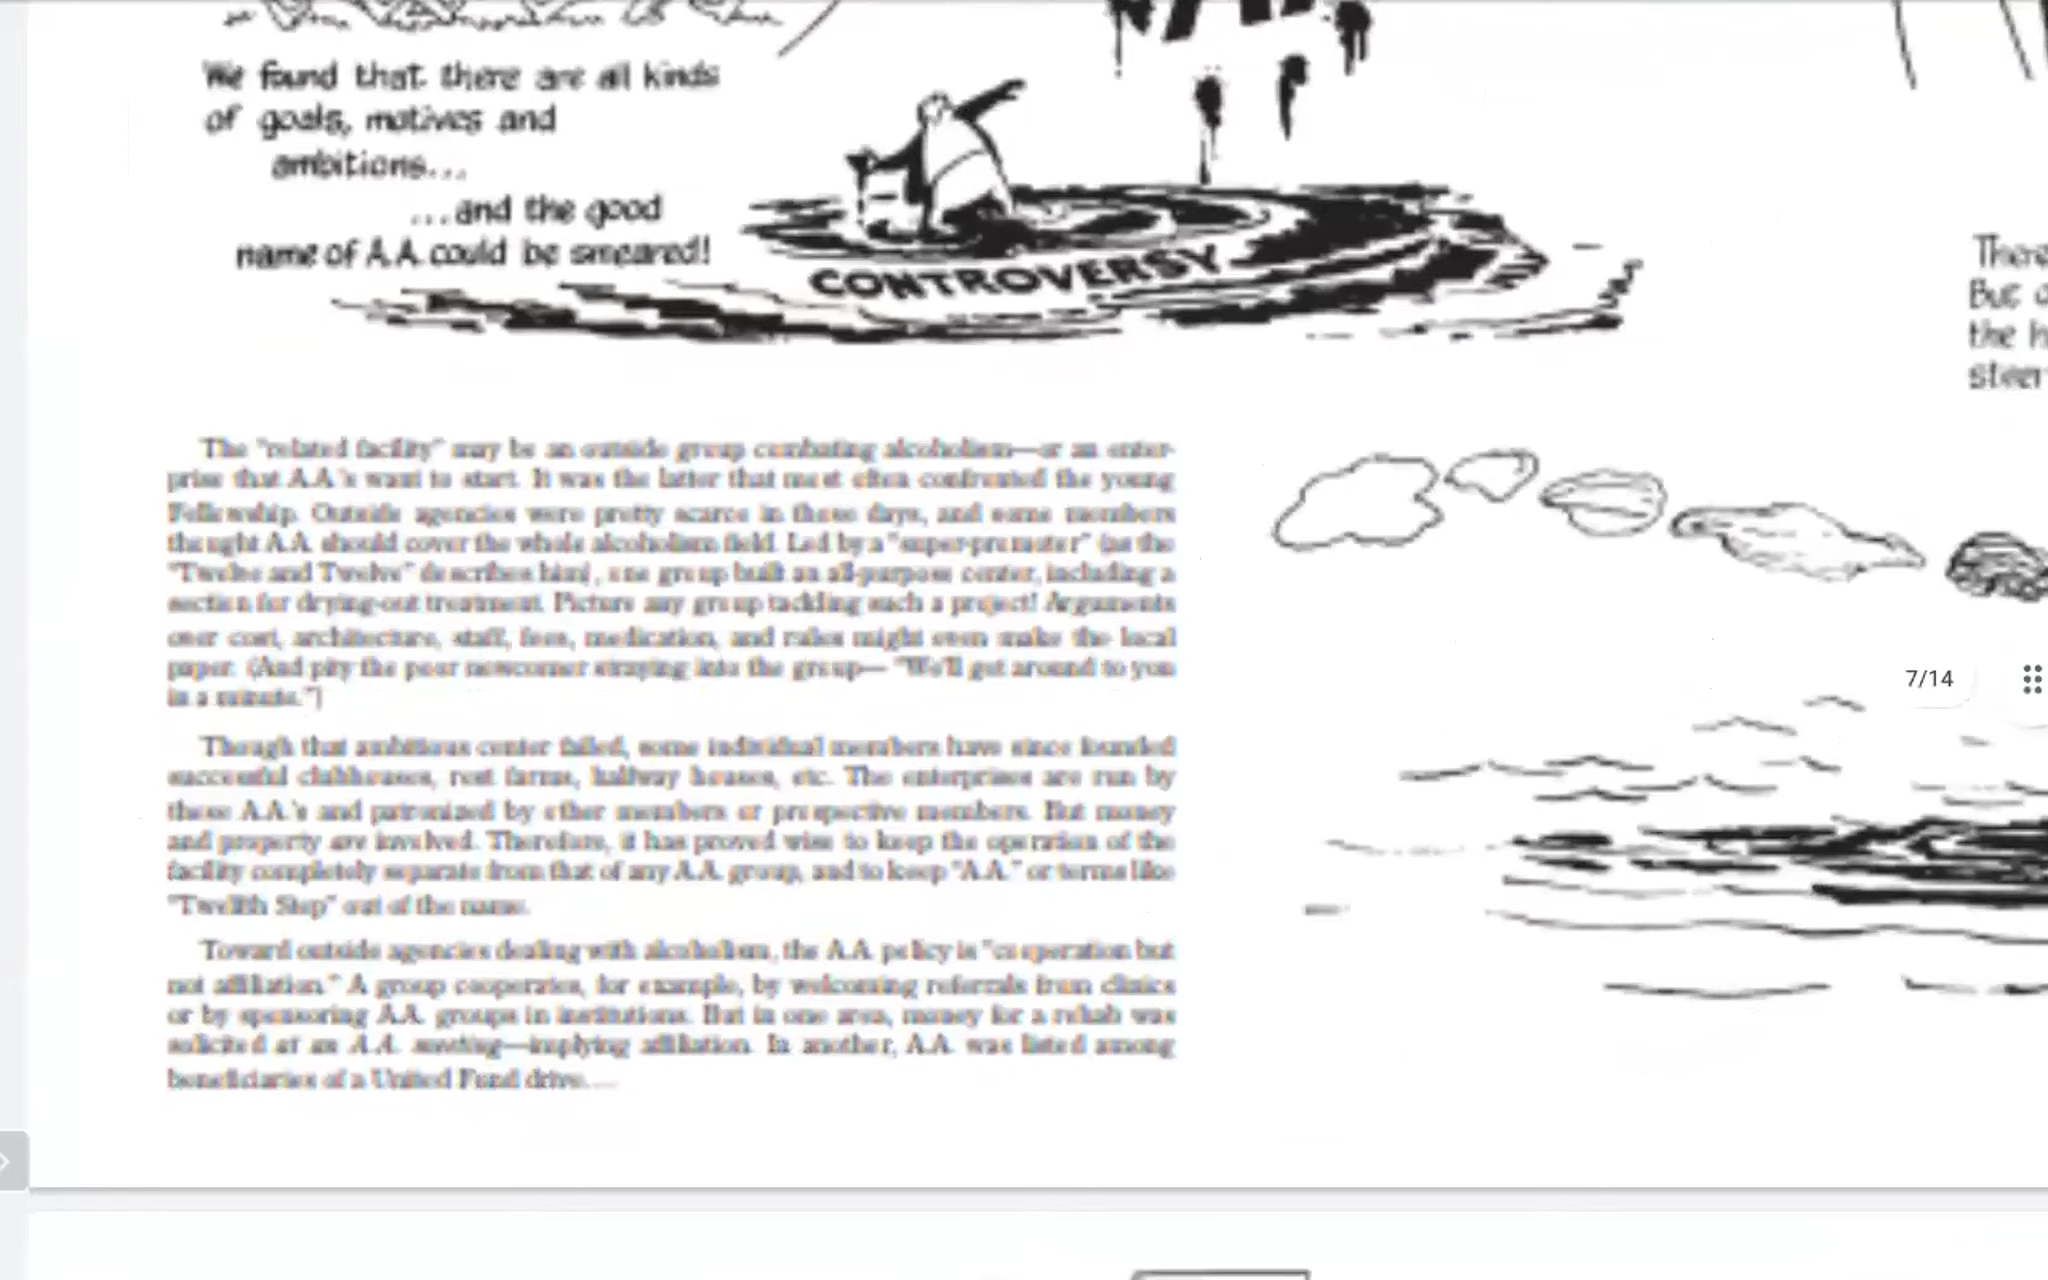 We found that there are all kinds
of goals, motives and
ambitions...
...and the good
name of A.A. could be smeared!
CONTROVERSY
There
But
the h
steer
The "related facility" may be an outside group combating alcoholism—or an enter-
prise that A.A.'s want to start. It was the latter that most often confronted the young
Fellowship. Outside agencies were pretty scarce in those days, and some members
thought A.A. should cover the whole alcoholism field. Led by a "super-promoter" (as the
"Twelve and Twelve" describes him), one group built an all-purpose center, including a
section for drying-out treatment. Picture any group tackling such a project! Arguments
over cost, architecture, staff, fees, medication, and rules might even make the local
paper. (And pity the poor newcomer straying into the group— "We'll get around to you
in a minute.")
7/14
Though that ambitious center failed, some individual members have since founded
successful clubhouses, rest farms, halfway houses, etc. The enterprises are run by
these A.A.'s and patronized by other members or prospective members. But money
and property are involved. Therefore, it has proved wise to keep the operation of the
facility completely separate from that of any A.A. group, and to keep "A.A." or terms like
"Twelfth Step" out of the name.
Toward outside agencies dealing with alcoholism, the A.A. policy is "cooperation but
not affiliation." A group cooperates, for example, by welcoming referrals from clinics
or by sponsoring A.A. groups in institutions. But in one area, money for a rehab was
solicited at an A.A. meeting—implying affiliation. In another, A.A. was listed among
beneficiaries of a United Fund drive....